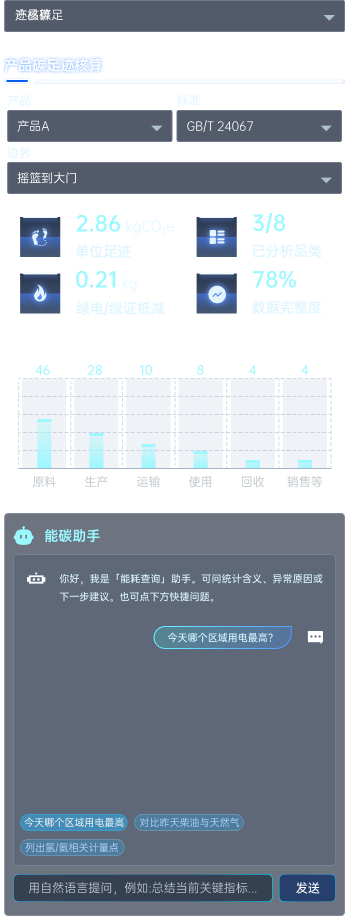 产品碳足迹核算
产品
标准
产品A
GB/T 24067
边界
摇篮到大门
2.86 kgCO₂e
单位足迹
3/8
已分析品类
0.21 kg
绿电/绿证抵减
78%
数据完整度
46 28 10 8 4 4
原料 生产 运输 使用 回收 销售等
能碳助手
你好，我是「能耗查询」助手。可问统计含义、异常原因或
下一步建议。也可点下方快捷问题。
今天哪个区域用电最高？
今天哪个区域用电最高
对比昨天柴油与天然气
列出氢/氨相关计量点
用自然语言提问，例如:总结当前关键指标...
发送